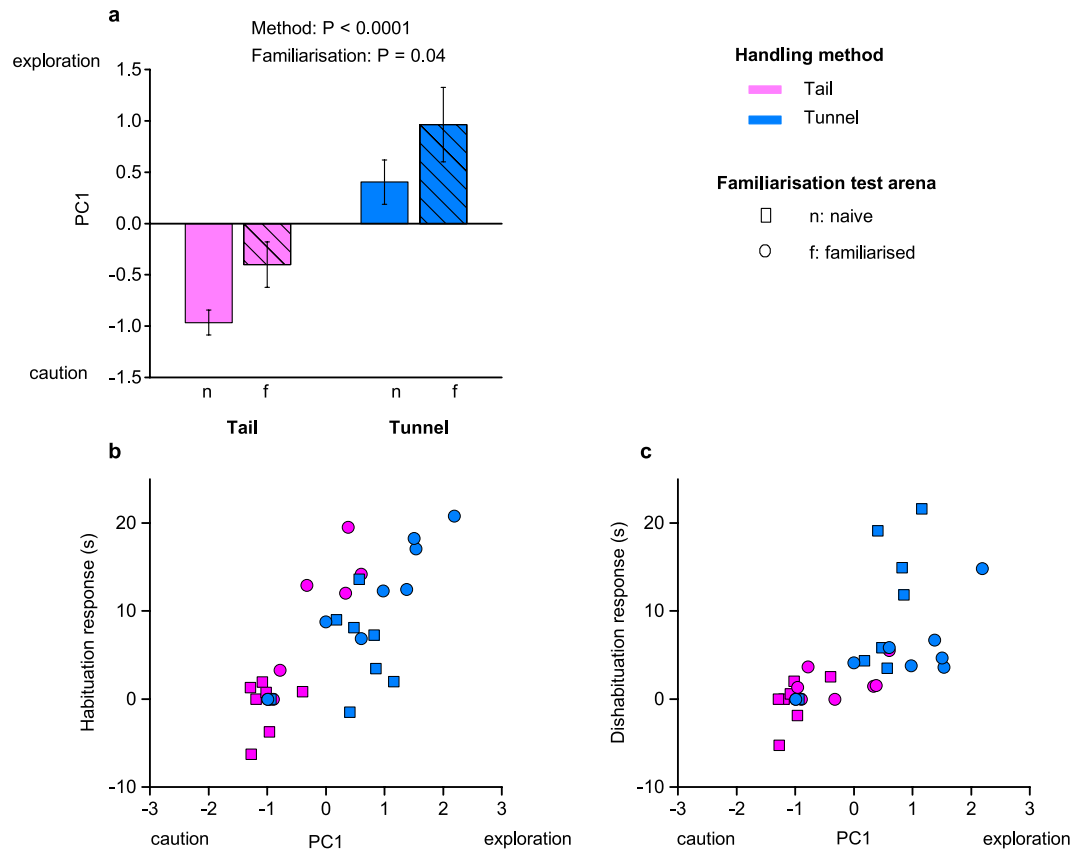 a
Method: P < 0.0001
Familiarisation: P = 0.04
exploration
1.5
1.0
0.5
0.0
-0.5
-1.0
-1.5
PC1
caution
n f n f
Tail Tunnel
Handling method
Tail
Tunnel
Familiarisation test arena
n: naive
f: familiarised
b
Habituation response (s)
20
10
0
-10
-3 -2 -1 0 1 2 3
caution PC1 exploration
c
Dishabituation response (s)
20
10
0
-10
-3 -2 -1 0 1 2 3
caution PC1 exploration